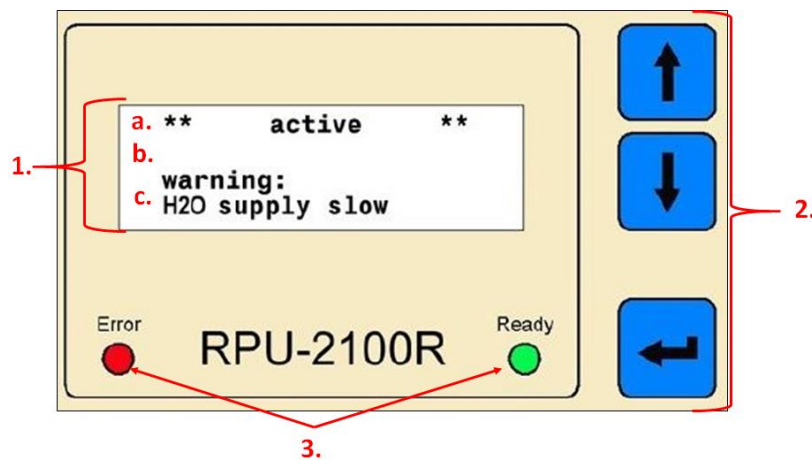 a. ** active **
b.
warning:
c. H2O supply slow
1.
2.
Error
Ready
RPU-2100R
3.